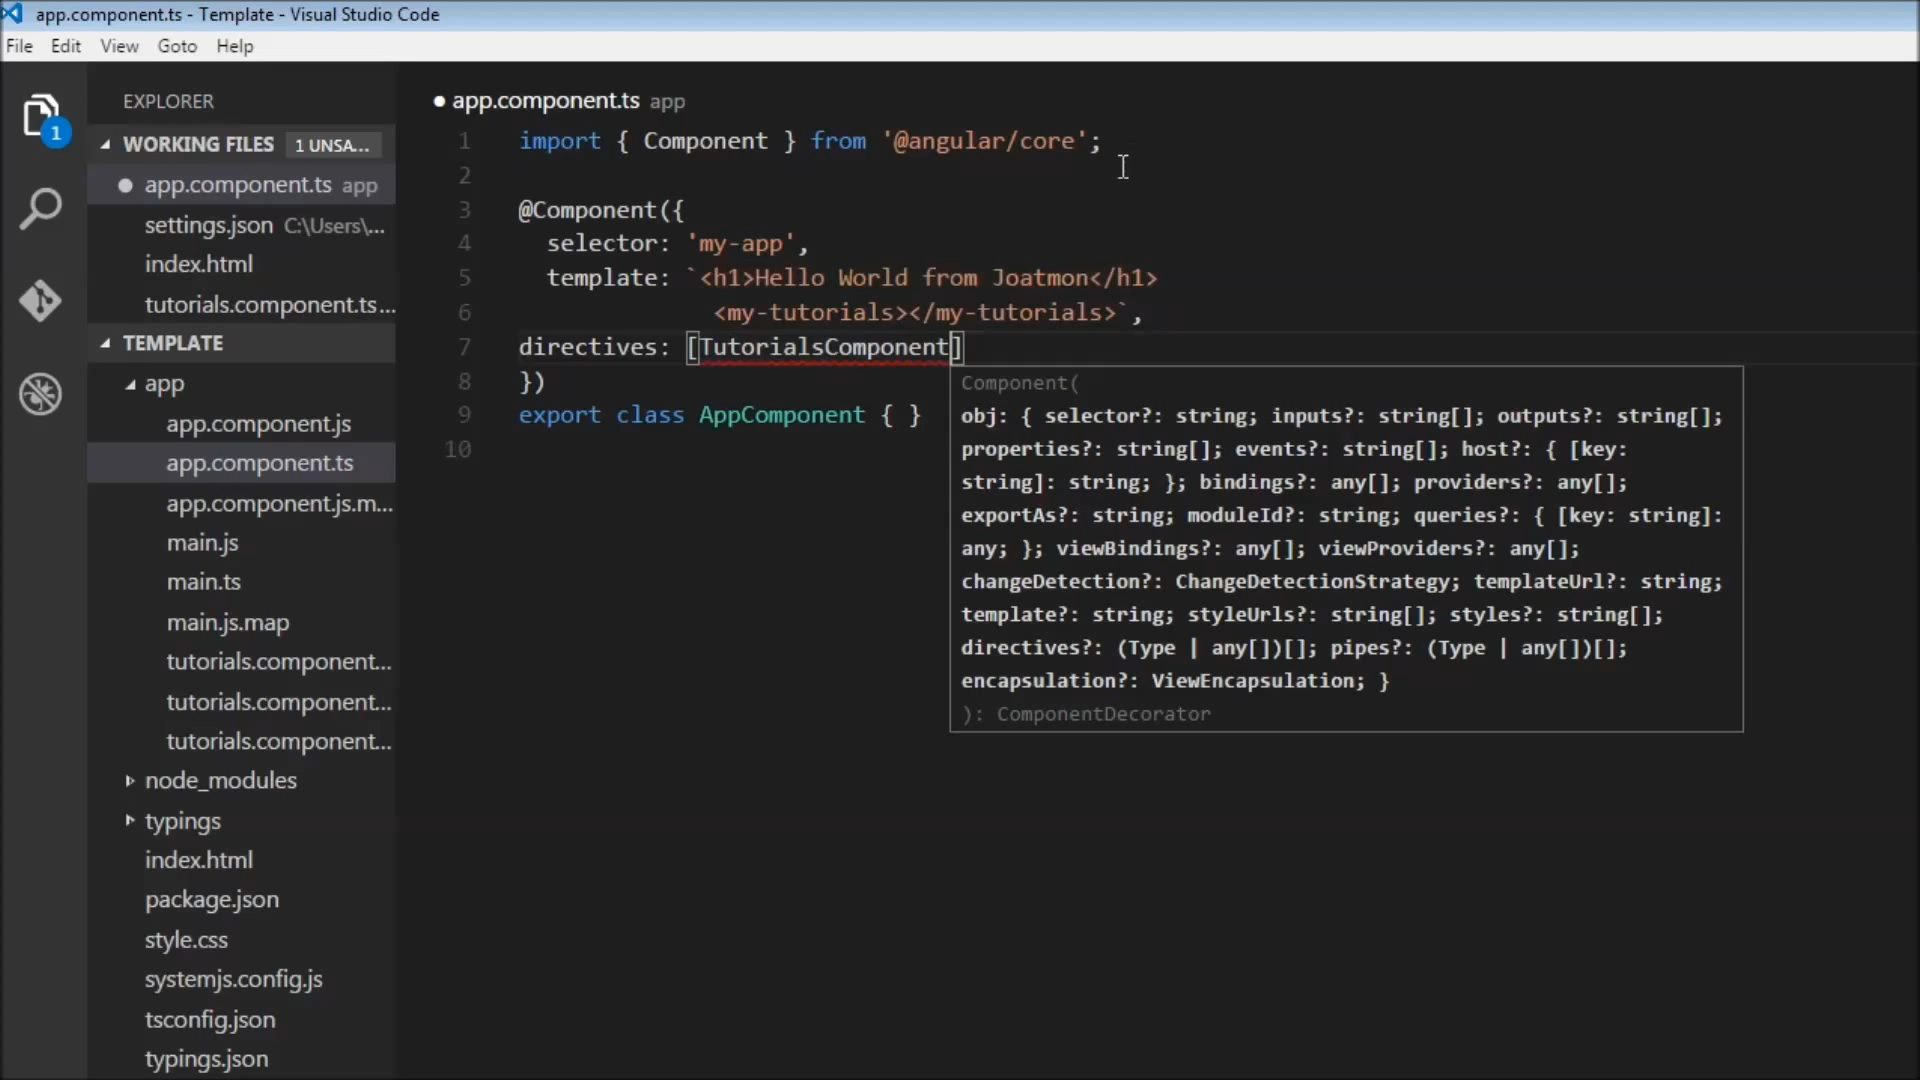 app.component.ts - Template - Visual Studio Code
File Edit View Goto Help
EXPLORER
1
WORKING FILES 1 UNSA...
app.component.ts app
settings.json C:\Users\...
index.html
tutorials.component.ts...
TEMPLATE
app
app.component.js
app.component.ts
app.component.js.m...
main.js
main.ts
main.js.map
tutorials.component...
tutorials.component...
tutorials.component...
node_modules
typings
index.html
package.json
style.css
systemjs.config.js
tsconfig.json
typings.json
app.component.ts app
1 import { Component } from '@angular/core';
2
3 @Component({
4 selector: 'my-app',
5 template: `<h1>Hello World from Joatmon</h1>
6 <my-tutorials></my-tutorials>`,
7 directives: [TutorialsComponent]
8 })
9 export class AppComponent { }
10
Component(
obj: { selector?: string; inputs?: string[]; outputs?: string[];
properties?: string[]; events?: string[]; host?: { [key:
string]: string; }; bindings?: any[]; providers?: any[];
exportAs?: string; moduleId?: string; queries?: { [key: string]:
any; }; viewBindings?: any[]; viewProviders?: any[];
changeDetection?: ChangeDetectionStrategy; templateUrl?: string;
template?: string; styleUrls?: string[]; styles?: string[];
directives?: (Type | any[])[]; pipes?: (Type | any[])[];
encapsulation?: ViewEncapsulation; }
): ComponentDecorator